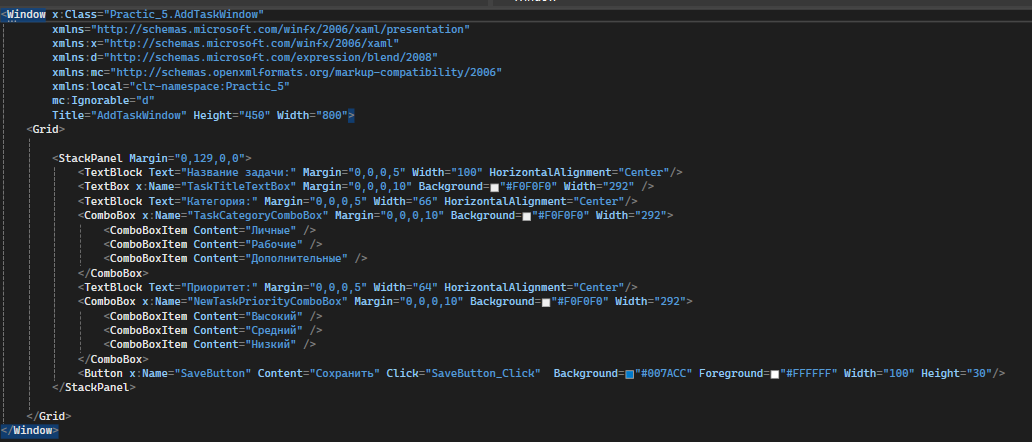 <Window x:Class="Practic_5.AddTaskWindow"
xmlns="http://schemas.microsoft.com/winfx/2006/xaml/presentation"
xmlns:x="http://schemas.microsoft.com/winfx/2006/xaml"
xmlns:d="http://schemas.microsoft.com/expression/blend/2008"
xmlns:mc="http://schemas.openxmlformats.org/markup-compatibility/2006"
xmlns:local="clr-namespace:Practic_5"
mc:Ignorable="d"
Title="AddTaskWindow" Height="450" Width="800">
<Grid>
<StackPanel Margin="0,129,0,0">
<TextBlock Text="Название задачи:" Margin="0,0,0,5" Width="100" HorizontalAlignment="Center"/>
<TextBox x:Name="TaskTitleTextBox" Margin="0,0,0,10" Background="#F0F0F0" Width="292" />
<TextBlock Text="Категория:" Margin="0,0,0,5" Width="66" HorizontalAlignment="Center"/>
<ComboBox x:Name="TaskCategoryComboBox" Margin="0,0,0,10" Background="#F0F0F0" Width="292">
<ComboBoxItem Content="Личные" />
<ComboBoxItem Content="Рабочие" />
<ComboBoxItem Content="Дополнительные" />
</ComboBox>
<TextBlock Text="Приоритет:" Margin="0,0,0,5" Width="64" HorizontalAlignment="Center"/>
<ComboBox x:Name="NewTaskPriorityComboBox" Margin="0,0,0,10" Background="#F0F0F0" Width="292">
<ComboBoxItem Content="Высокий" />
<ComboBoxItem Content="Средний" />
<ComboBoxItem Content="Низкий" />
</ComboBox>
<Button x:Name="SaveButton" Content="Сохранить" Click="SaveButton_Click"  Background="#007ACC" Foreground="#FFFFFF" Width="100" Height="30"/>
</StackPanel>
</Grid>
</Window>